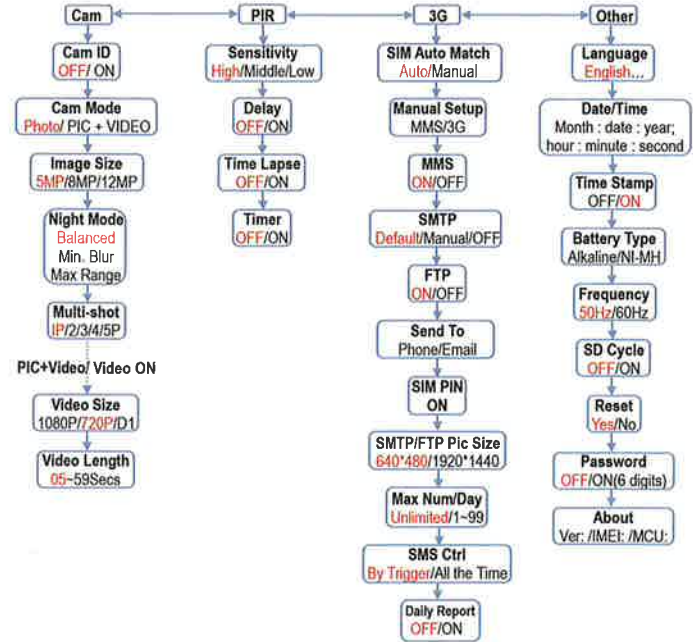 Cam
PIR
3G
Other
Cam ID
OFF/ ON
Cam Mode
Photo/ PIC + VIDEO
Image Size
5MP/8MP/12MP
Night Mode
Balanced
Min. Blur
Max Range
Multi-shot
IP/2/3/4/5P
PIC+Video/ Video ON
Video Size
1080P/720P/D1
Video Length
05~59Secs
Sensitivity
High/Middle/Low
Delay
OFF/ON
Time Lapse
OFF/ON
Timer
OFF/ON
SIM Auto Match
Auto/Manual
Manual Setup
MMS/3G
MMS
ON/OFF
SMTP
Default/Manual/OFF
FTP
ON/OFF
Send To
Phone/Email
SIM PIN
ON
SMTP/FTP Pic Size
640*480/1920*1440
Max Num/Day
Unlimited/1~99
SMS Ctrl
By Trigger/All the Time
Daily Report
OFF/ON
Language
English...
Date/Time
Month : date : year;
hour : minute : second
Time Stamp
OFF/ON
Battery Type
Alkaline/NI-MH
Frequency
50Hz/60Hz
SD Cycle
OFF/ON
Reset
Yes/No
Password
OFF/ON(6 digits)
About
Ver: /IMEI: /MCU: